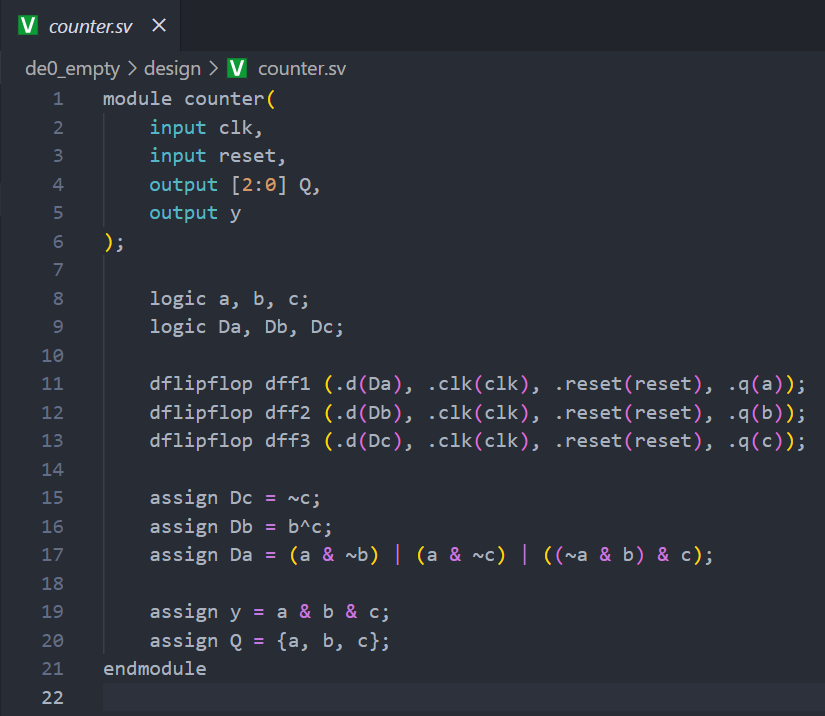 V counter.sv ×
de0_empty > design > V counter.sv
1 module counter(
2     input clk,
3     input reset,
4     output [2:0] Q,
5     output y
6 );
7
8     logic a, b, c;
9     logic Da, Db, Dc;
10
11     dflipflop dff1 (.d(Da), .clk(clk), .reset(reset), .q(a));
12     dflipflop dff2 (.d(Db), .clk(clk), .reset(reset), .q(b));
13     dflipflop dff3 (.d(Dc), .clk(clk), .reset(reset), .q(c));
14
15     assign Dc = ~c;
16     assign Db = b^c;
17     assign Da = (a & ~b) | (a & ~c) | ((~a & b) & c);
18
19     assign y = a & b & c;
20     assign Q = {a, b, c};
21 endmodule
22